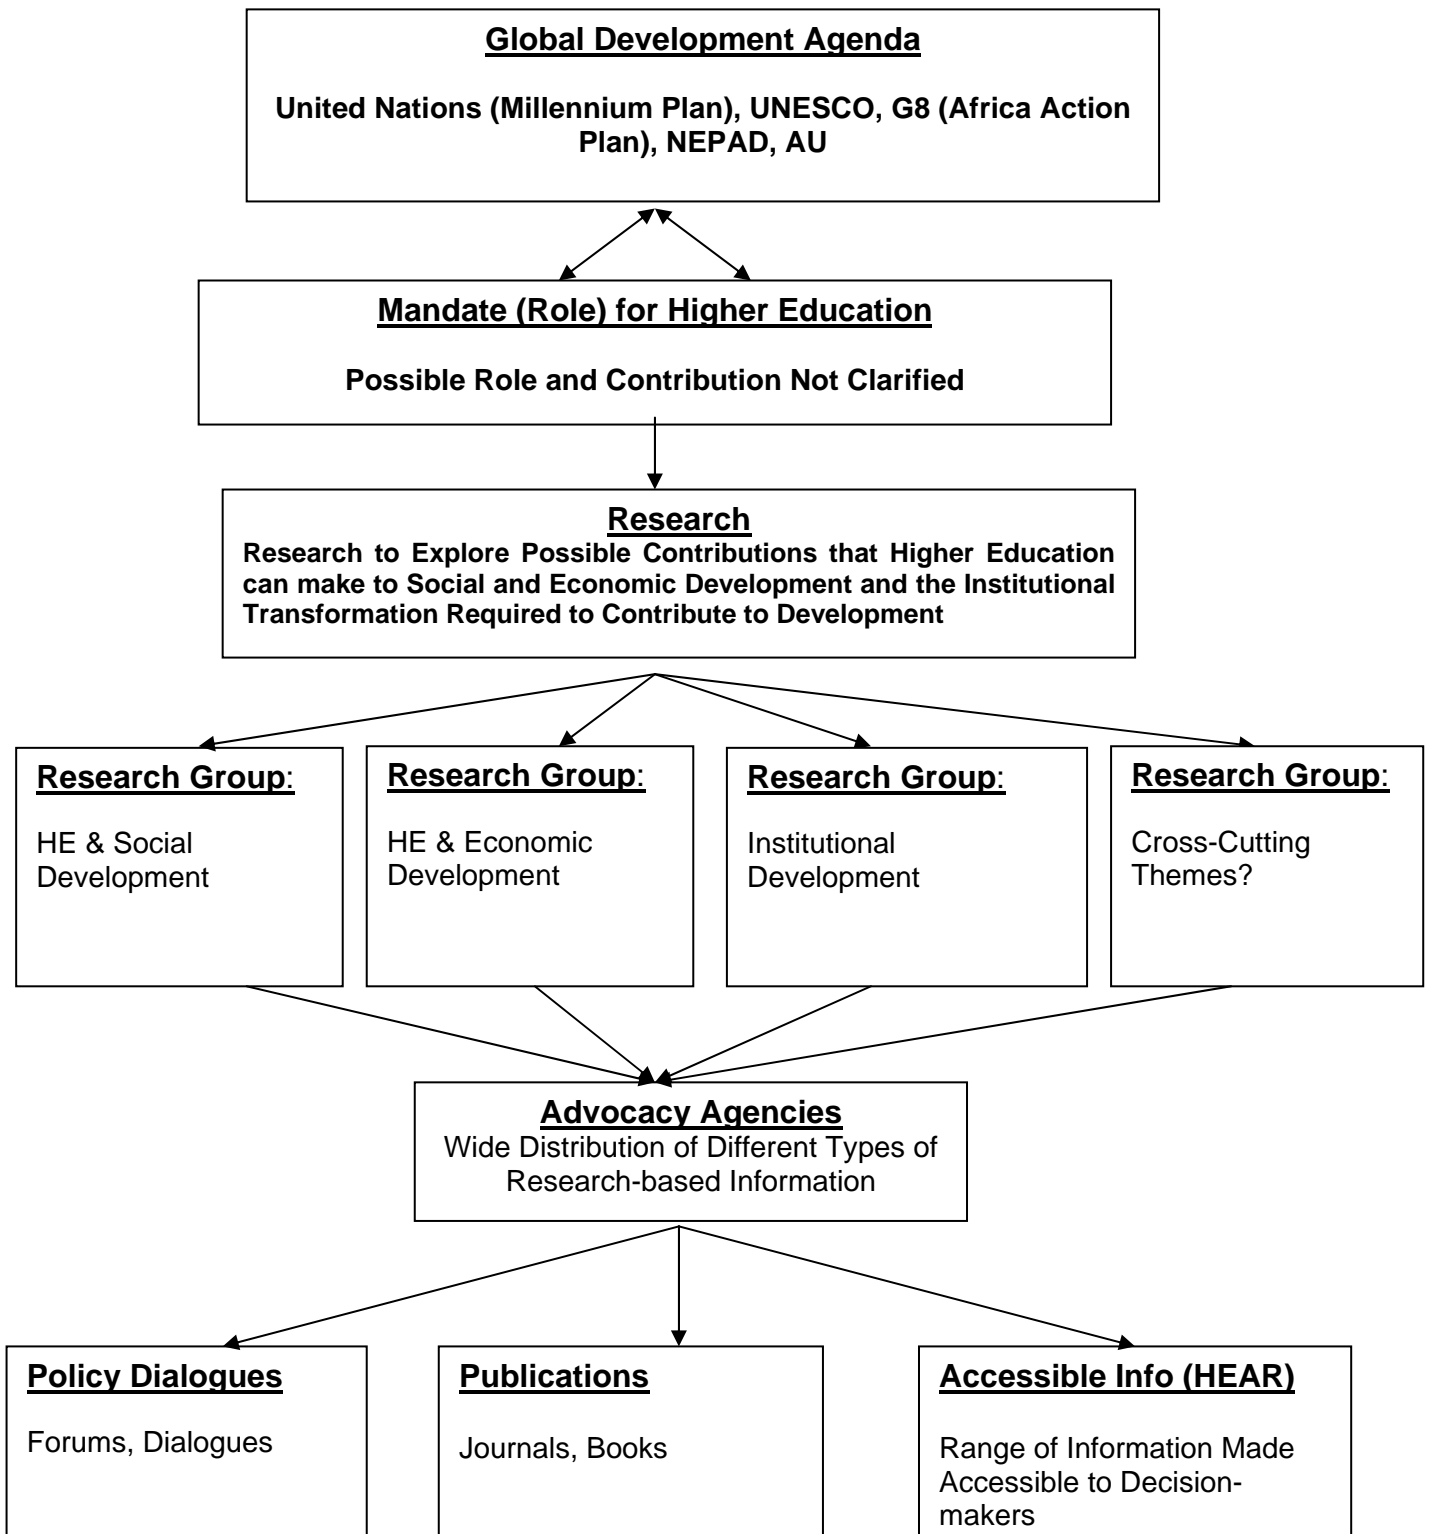 Global Development Agenda
United Nations (Millennium Plan), UNESCO, G8 (Africa Action
Plan), NEPAD, AU
Mandate (Role) for Higher Education
Possible Role and Contribution Not Clarified
Research
Research to Explore Possible Contributions that Higher Education
can make to Social and Economic Development and the Institutional
Transformation Required to Contribute to Development
Research Group:
HE & Social
Development
Research Group:
HE & Economic
Development
Research Group:
Institutional
Development
Research Group:
Cross-Cutting
Themes?
Advocacy Agencies
Wide Distribution of Different Types of
Research-based Information
Policy Dialogues
Forums, Dialogues
Publications
Journals, Books
Accessible Info (HEAR)
Range of Information Made
Accessible to Decision-
makers